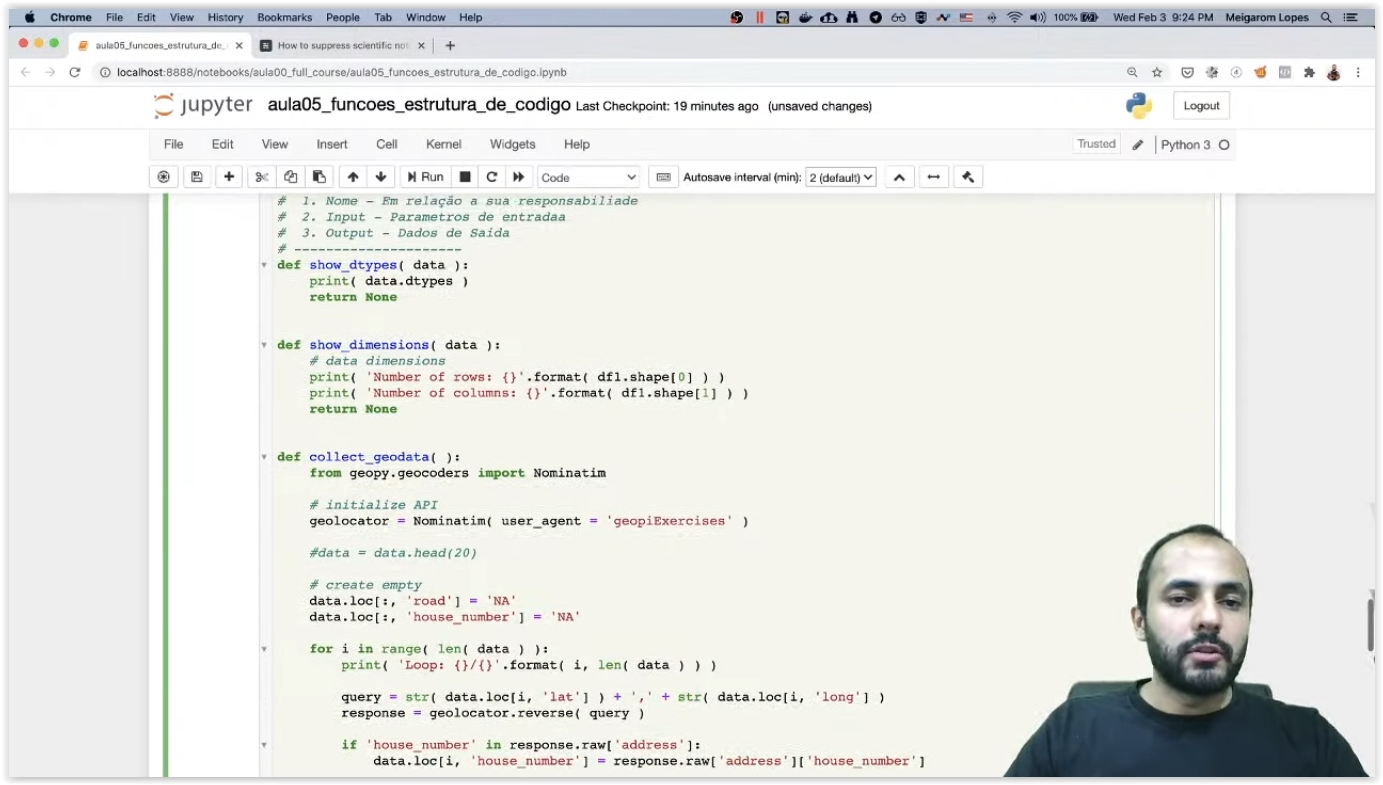 Chrome File Edit View History Bookmarks People Tab Window Help 100% Wed Feb 3 9:24 PM Meigarom Lopes
aula05_funcoes_estrutura_de_ How to suppress scientific not
localhost:8888/notebooks/aula00_full_course/aula05_funcoes_estrutura_de_codigo.ipynb
jupyter aula05_funcoes_estrutura_de_codigo Last Checkpoint: 19 minutes ago (unsaved changes) Logout
File Edit View Insert Cell Kernel Widgets Help Trusted Python 3
Run Code Autosave interval (min): 2 (default)
# 1. Nome - Em relação a sua responsabiliade
# 2. Input - Parametros de entradaa
# 3. Output - Dados de Saida
# ---------------------
def show_dtypes( data ):
print( data.dtypes )
return None
def show_dimensions( data ):
# data dimensions
print( 'Number of rows: {}'.format( df1.shape[0] ) )
print( 'Number of columns: {}'.format( df1.shape[1] ) )
return None
def collect_geodata( ):
from geopy.geocoders import Nominatim
# initialize API
geolocator = Nominatim( user_agent = 'geopiExercises' )
#data = data.head(20)
# create empty
data.loc[:, 'road'] = 'NA'
data.loc[:, 'house_number'] = 'NA'
for i in range( len( data ) ):
print( 'Loop: {}/{}'.format( i, len( data ) ) )
query = str( data.loc[i, 'lat'] ) + ',' + str( data.loc[i, 'long'] )
response = geolocator.reverse( query )
if 'house_number' in response.raw['address']:
data.loc[i, 'house_number'] = response.raw['address']['house_number']